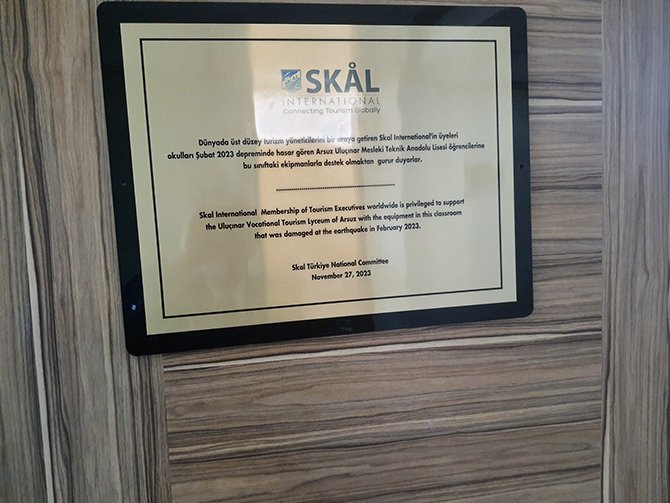 SKÅL
INTERNATIONAL
Connecting Tourism Globally
Dünyada üst düzey turizm yöneticilerini bir araya getiren Skal International'in üyeleri
okulları Şubat 2023 depreminde hasar gören Arsuz Uluçınar Mesleki Teknik Anadolu Lisesi öğrencilerine
bu sınıftaki ekipmanlarla destek olmaktan gurur duyarlar.
Skal International Membership of Tourism Executives worldwide is privileged to support
the Uluçınar Vocational Tourism Lyceum of Arsuz with the equipment in this classroom
that was damaged at the earthquake in February 2023.
Skal Türkiye National Committee
November 27, 2023